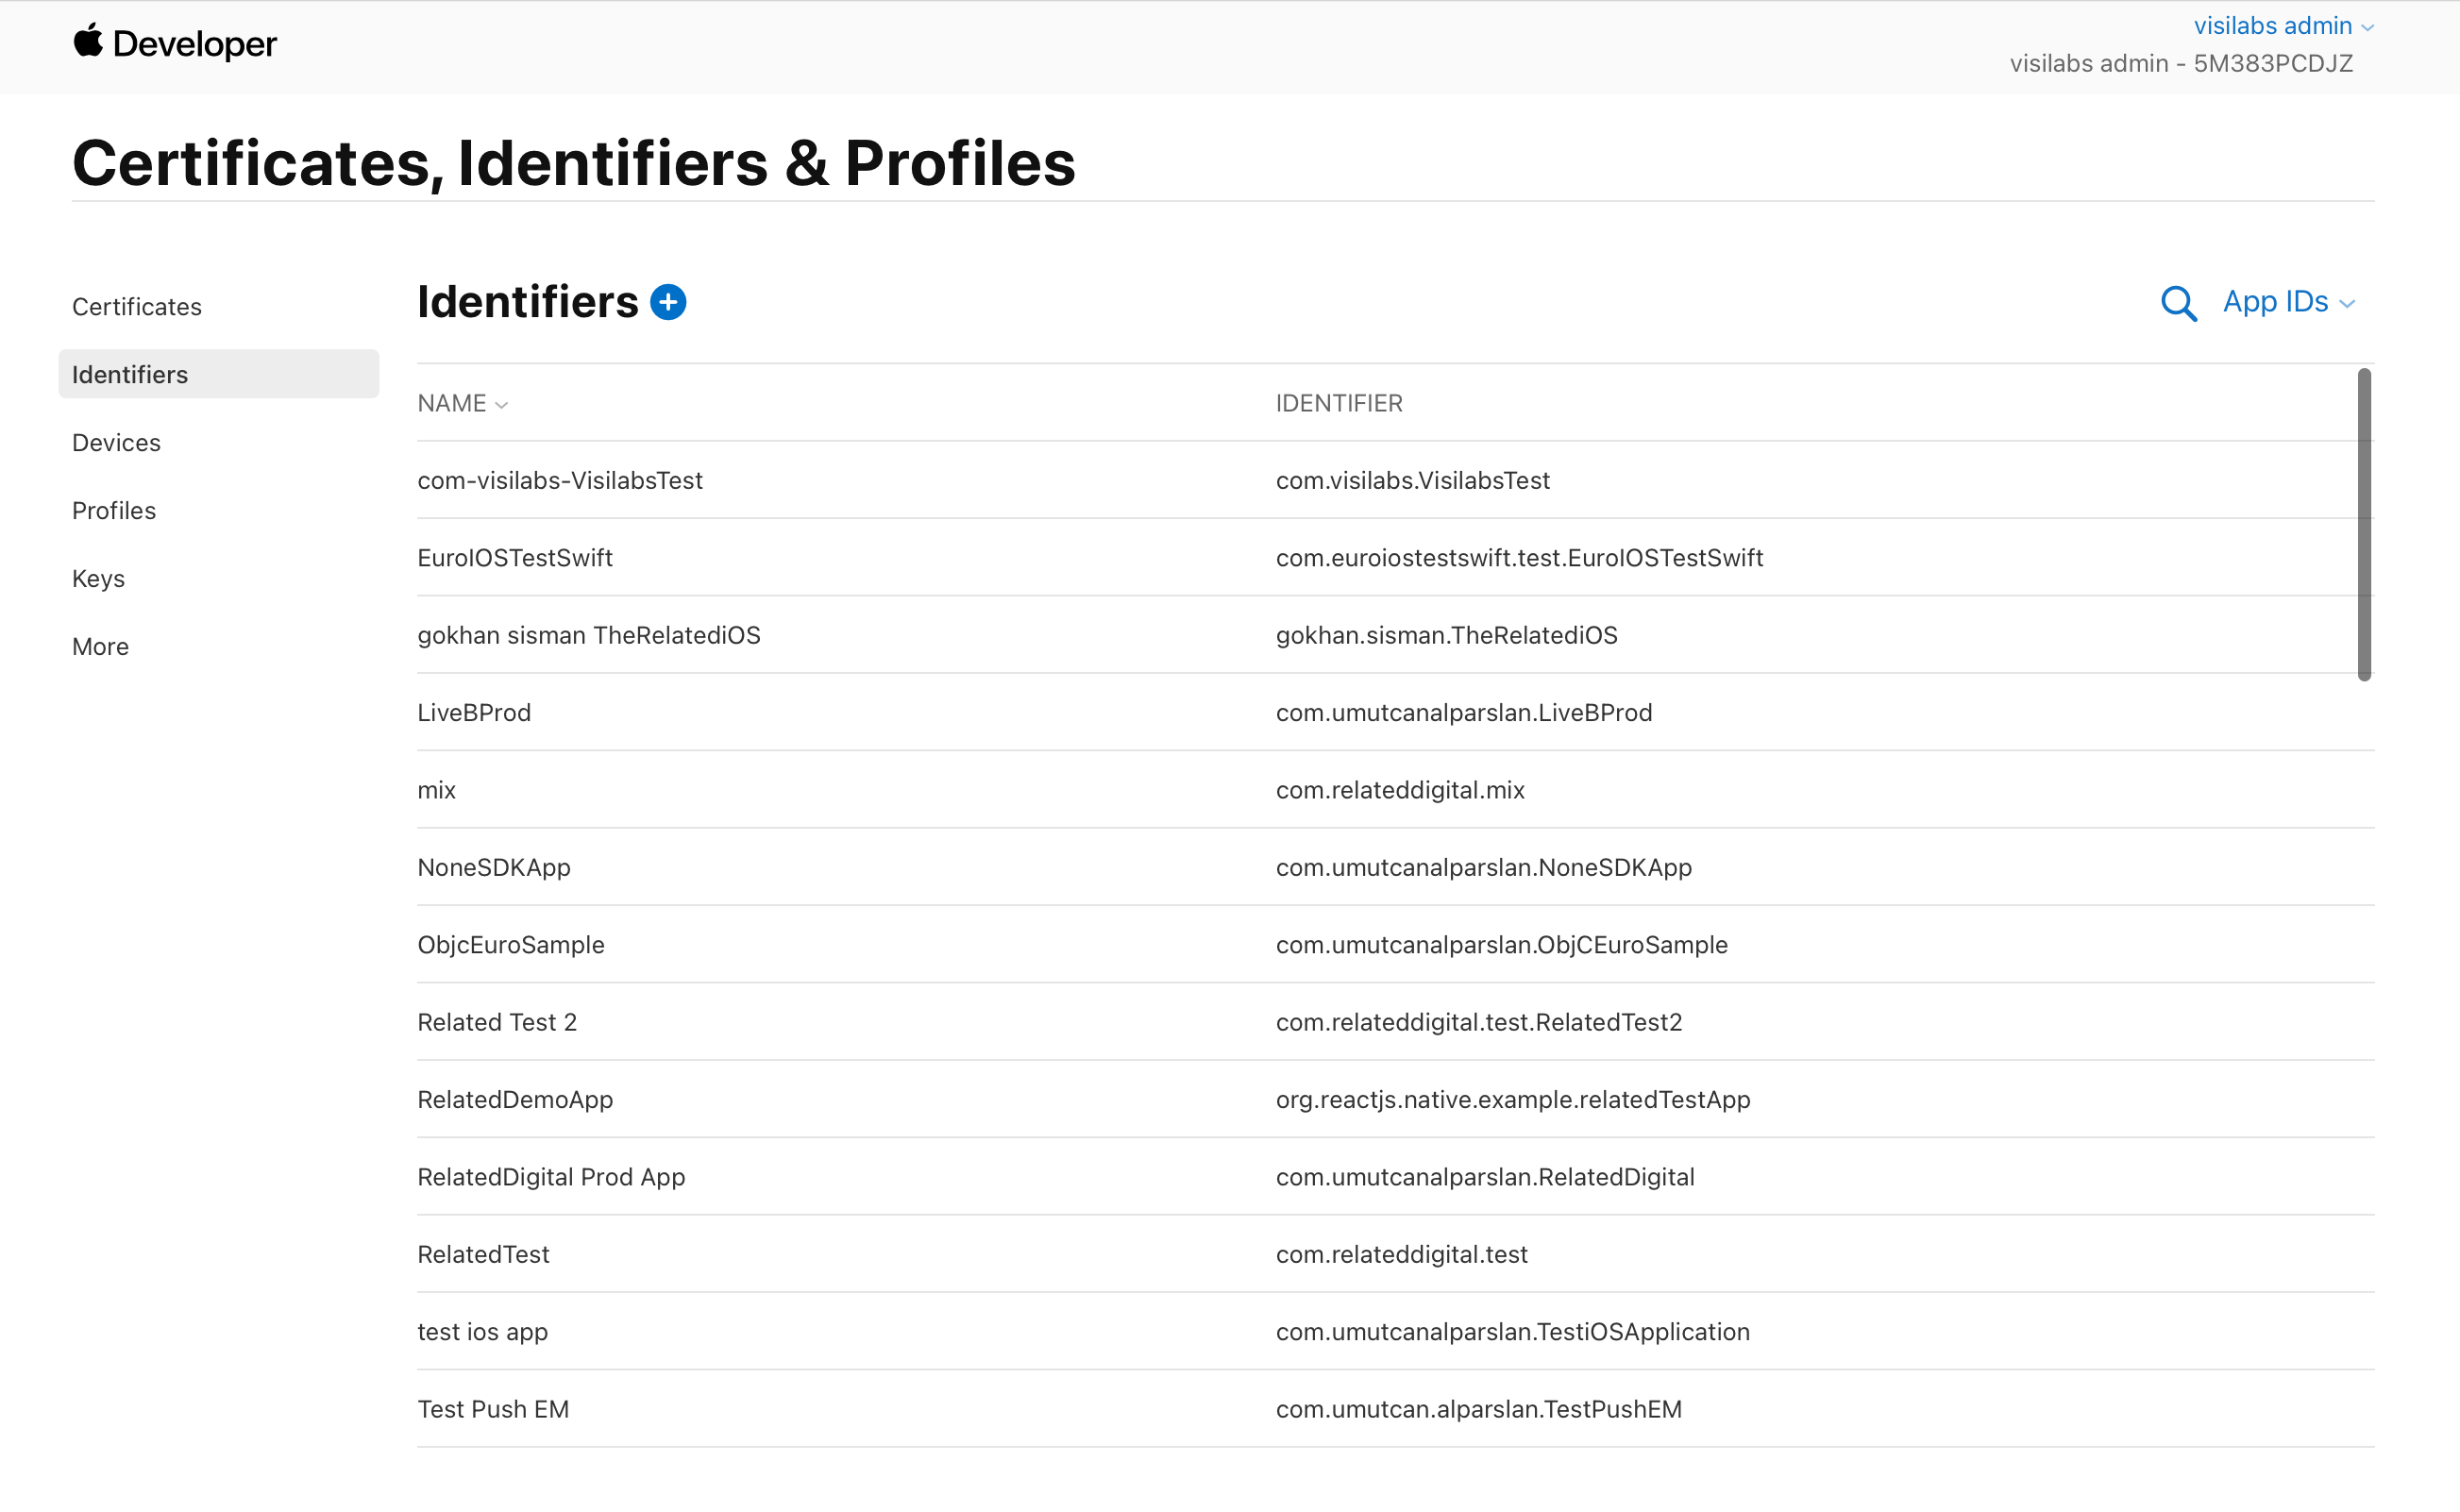 Developer
visilabs admin
visilabs admin - 5M383PCDJZ
Certificates, Identifiers & Profiles
Certificates
Identifiers
Devices
Profiles
Keys
More
Identifiers
App IDs
NAME IDENTIFIER
com-visilabs-VisilabsTest com.visilabs.VisilabsTest
EuroIOSTestSwift com.euroiostestswift.test.EuroIOSTestSwift
gokhan sisman TheRelatediOS gokhan.sisman.TheRelatediOS
LiveBProd com.umutcanalparslan.LiveBProd
mix com.relateddigital.mix
NoneSDKApp com.umutcanalparslan.NoneSDKApp
ObjcEuroSample com.umutcanalparslan.ObjCEuroSample
Related Test 2 com.relateddigital.test.RelatedTest2
RelatedDemoApp org.reactjs.native.example.relatedTestApp
RelatedDigital Prod App com.umutcanalparslan.RelatedDigital
RelatedTest com.relateddigital.test
test ios app com.umutcanalparslan.TestiOSApplication
Test Push EM com.umutcan.alparslan.TestPushEM